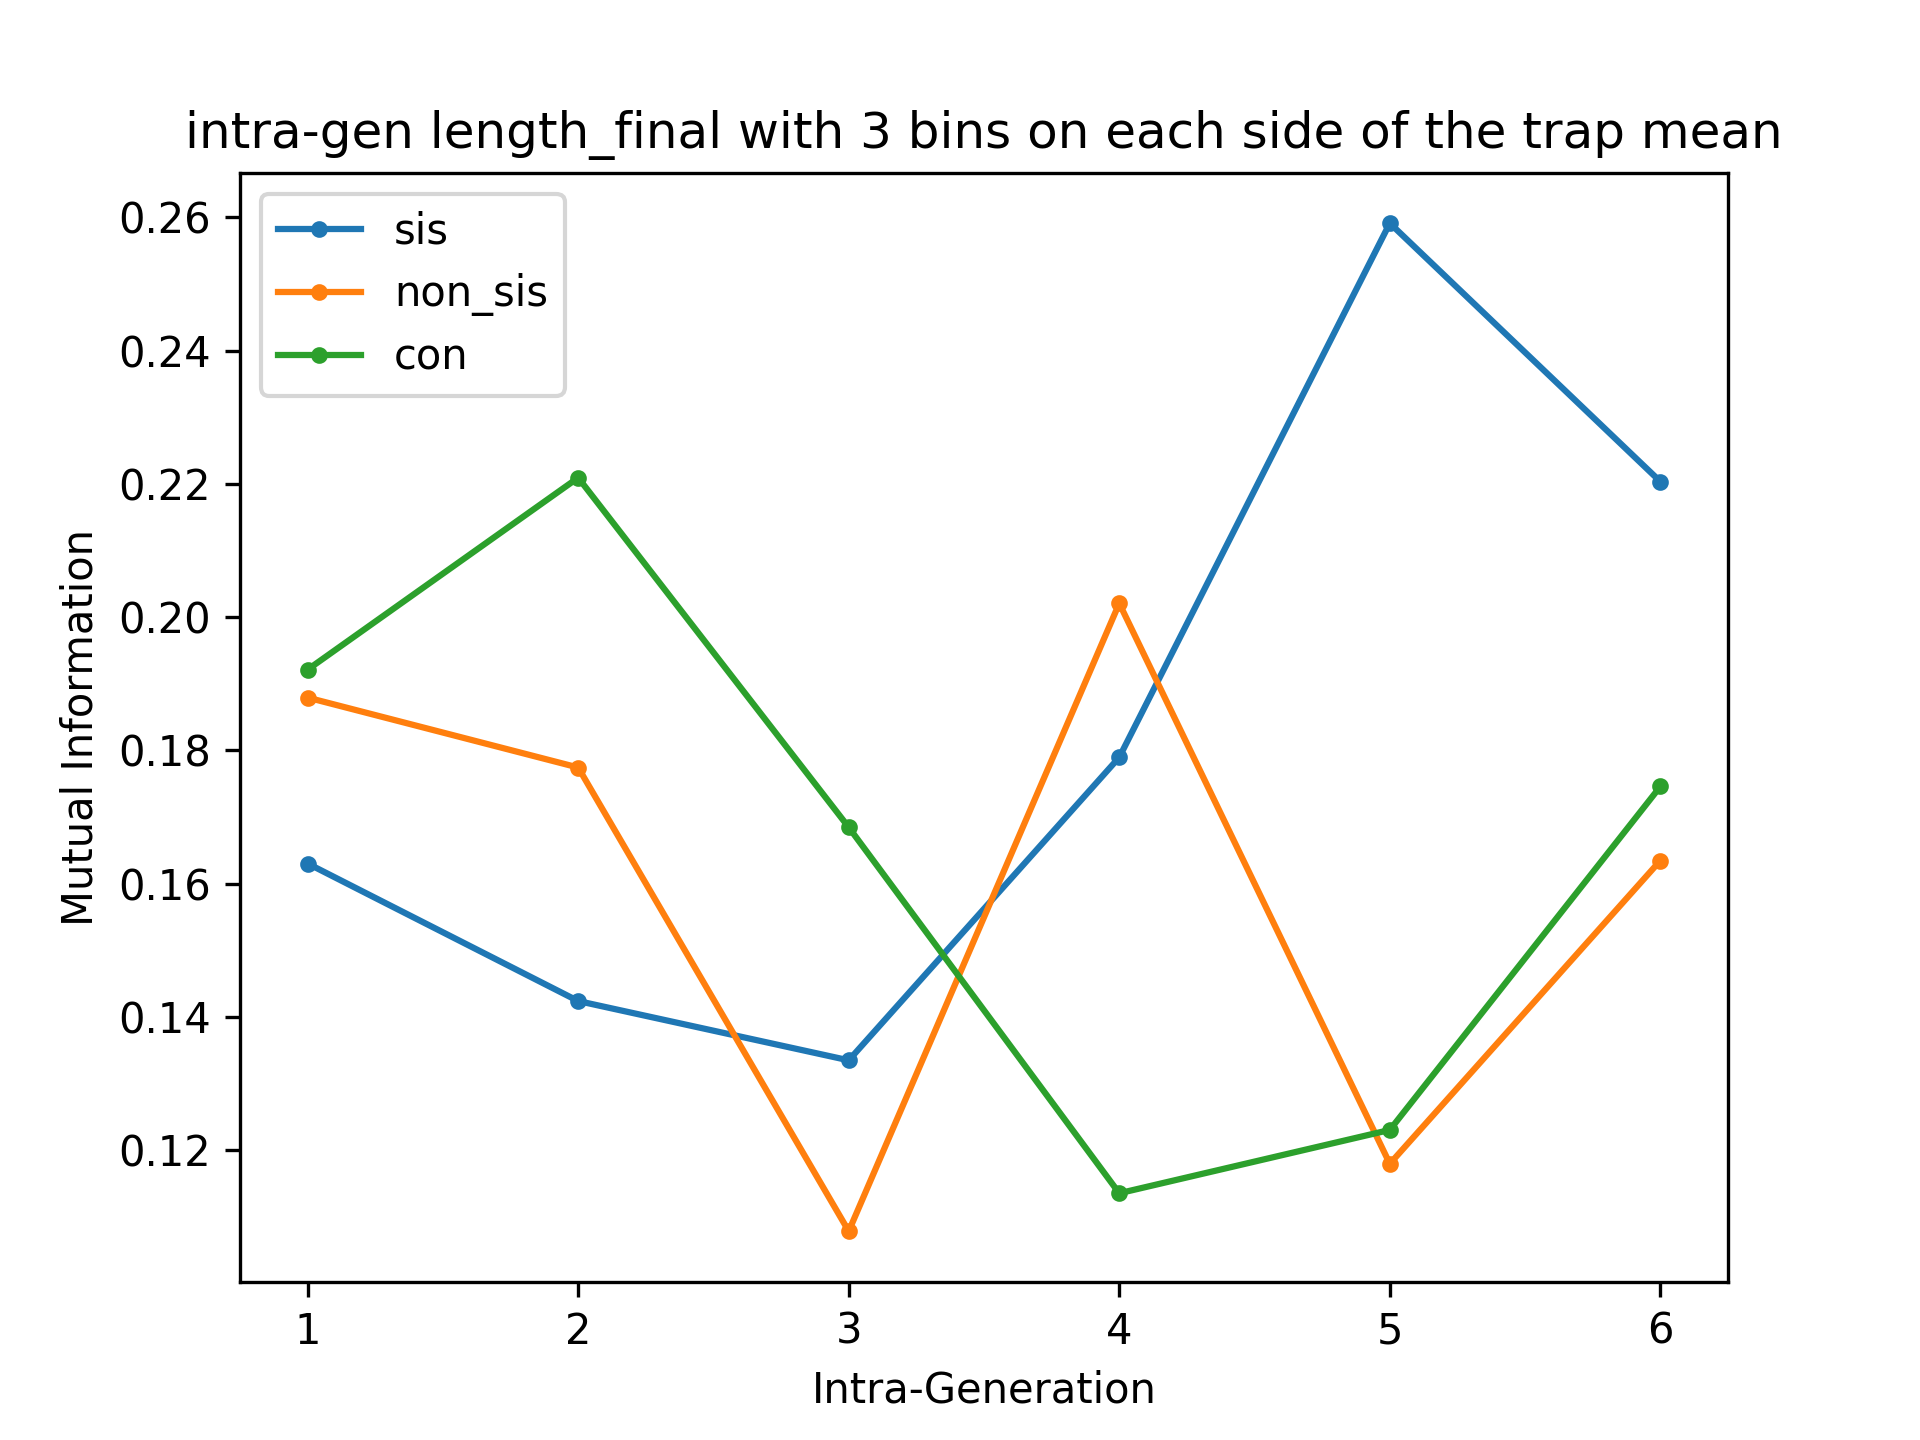 intra-gen length_final with 3 bins on each side of the trap mean
sis
non_sis
con
0.26
0.24
0.22
0.20
0.18
0.16
0.14
0.12
Mutual Information
1 2 3 4 5 6
Intra-Generation